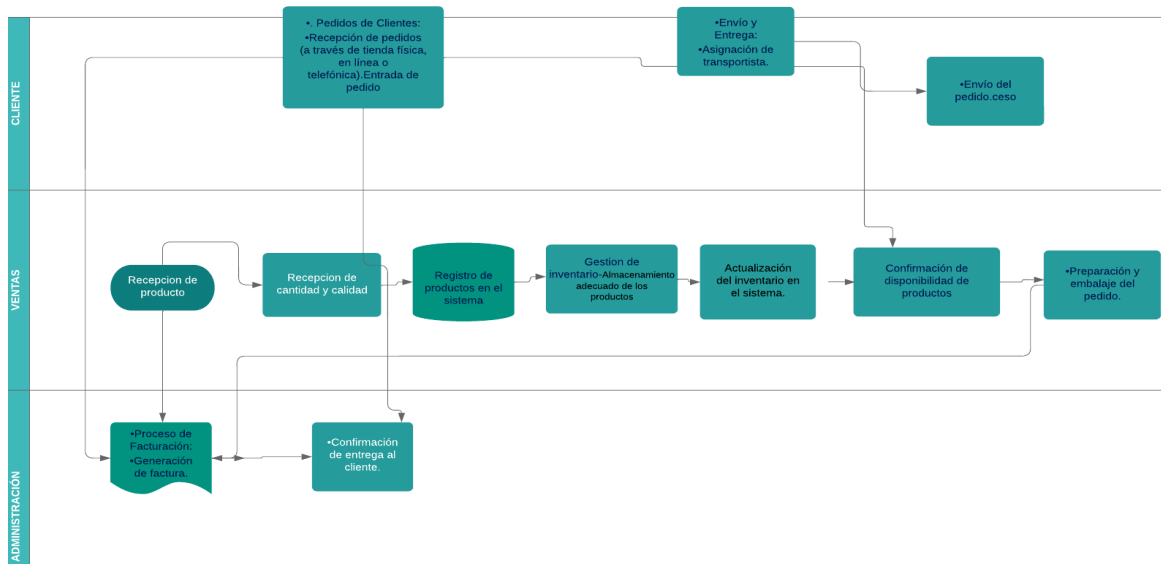 CLIENTE
•. Pedidos de Clientes:
•Recepción de pedidos
(a través de tienda física,
en línea o
telefónica).Entrada de
pedido
•Envío y
Entrega:
•Asignación de
transportista.
•Envío del
pedido.ceso
VENTAS
Recepcion de
producto
Recepcion de
cantidad y calidad
Registro de
productos en el
sistema
Gestion de
inventario-Almacenamiento
adecuado de los
productos
Actualización
del inventario en
el sistema.
Confirmación de
disponibilidad de
productos
•Preparación y
embalaje del
pedido.
ADMINISTRACIÓN
•Proceso de
Facturación:
•Generación
de factura.
•Confirmación
de entrega al
cliente.